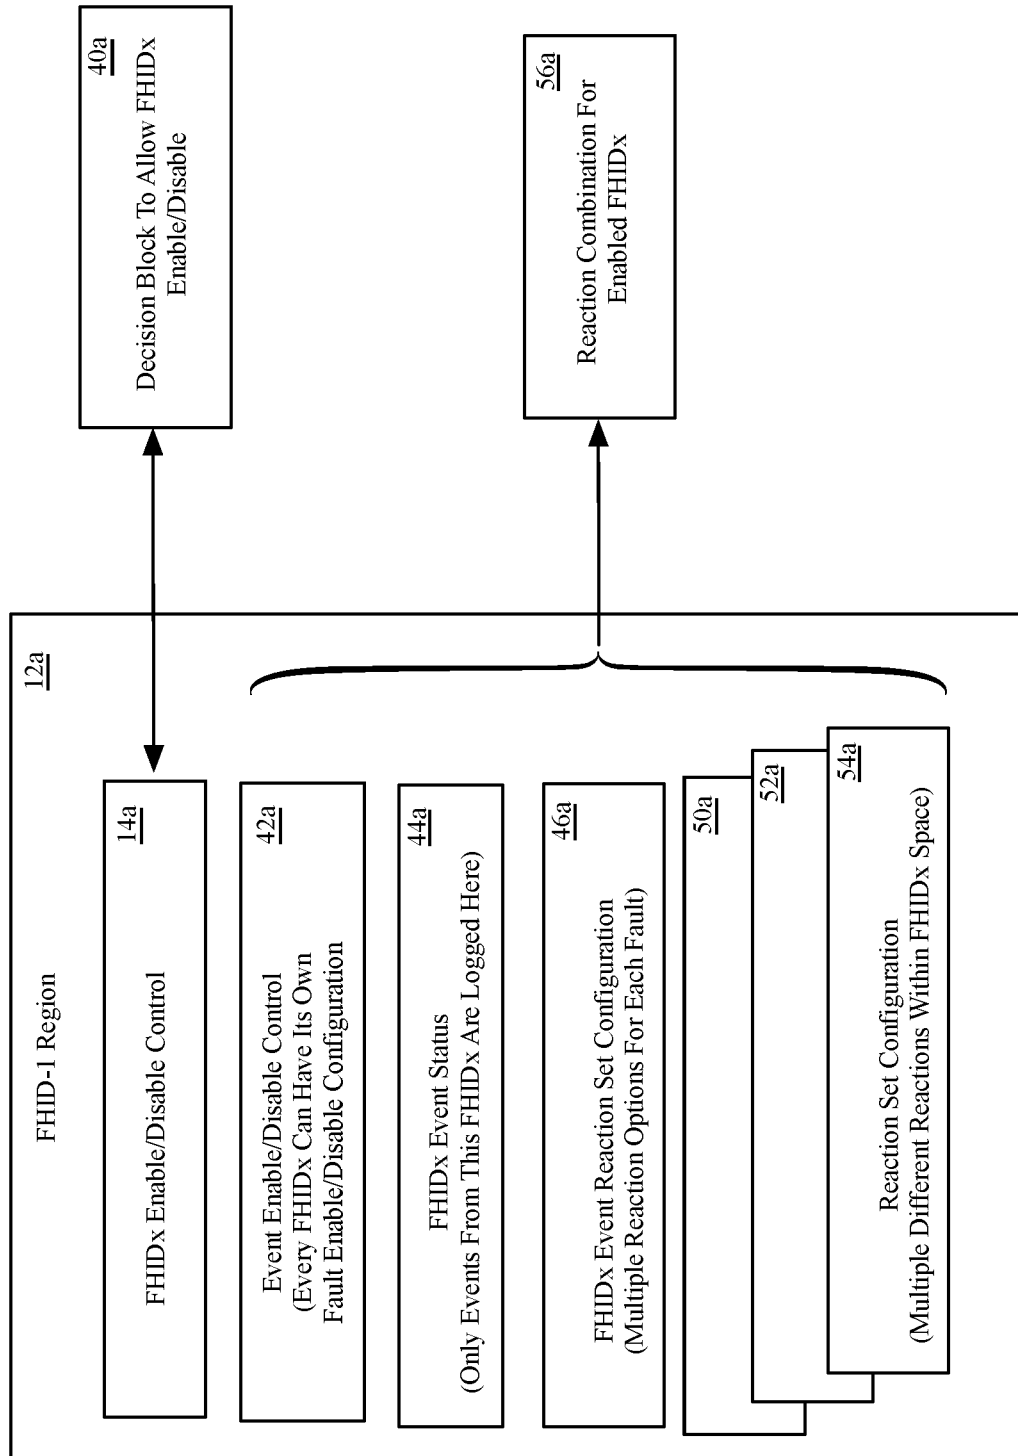 FHID-1 Region
12a
FHIDx Enable/Disable Control
14a
Event Enable/Disable Control
(Every FHIDx Can Have Its Own
Fault Enable/Disable Configuration
42a
FHIDx Event Status
(Only Events From This FHIDx Are Logged Here)
44a
FHIDx Event Reaction Set Configuration
(Multiple Reaction Options For Each Fault)
46a
50a
52a
54a
Reaction Set Configuration
(Multiple Different Reactions Within FHIDx Space)
40a
Decision Block To Allow FHIDx
Enable/Disable
56a
Reaction Combination For
Enabled FHIDx